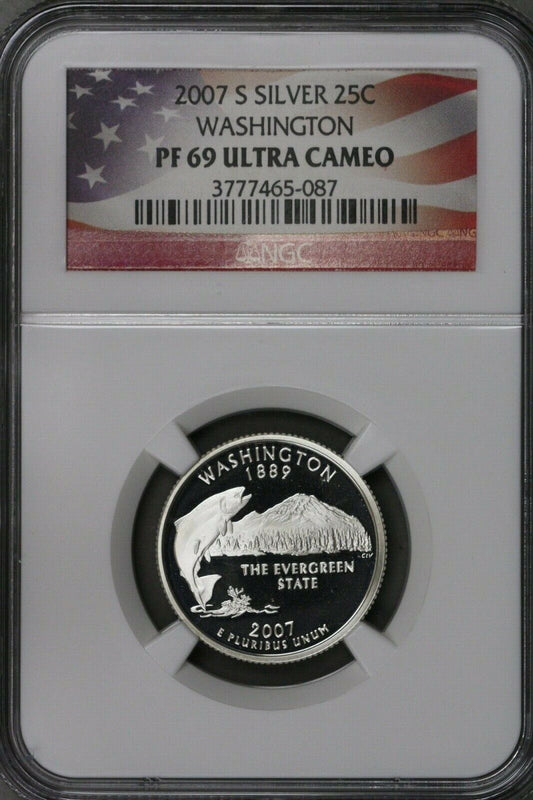 2007 S SILVER 25C
WASHINGTON
PF 69 ULTRA CAMEO
3777465-087
NGC
WASHINGTON
1889
THE EVERGREEN
STATE
2007
E PLURIBUS UNUM